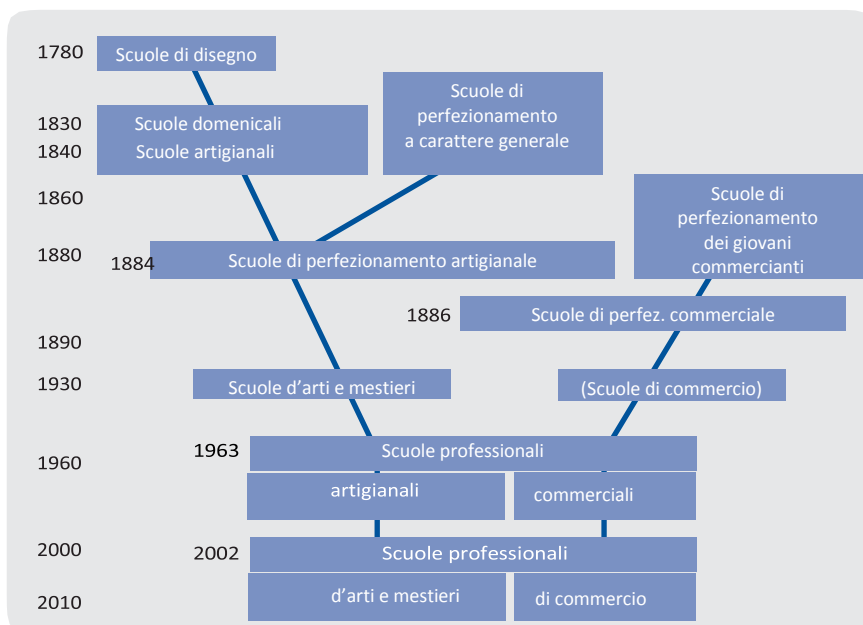 1780
Scuole di disegno
Scuole di
perfezionamento
a carattere generale
1830
Scuole domenicali
1840
Scuole artigianali
1860
Scuole di
perfezionamento
dei giovani
commercianti
1880
1884
Scuole di perfezionamento artigianale
1886
Scuole di perfez. commerciale
1890
1930
Scuole d'arti e mestieri
(Scuole di commercio)
1963
Scuole professionali
1960
artigianali
commerciali
2000
2002
Scuole professionali
2010
d'arti e mestieri
di commercio